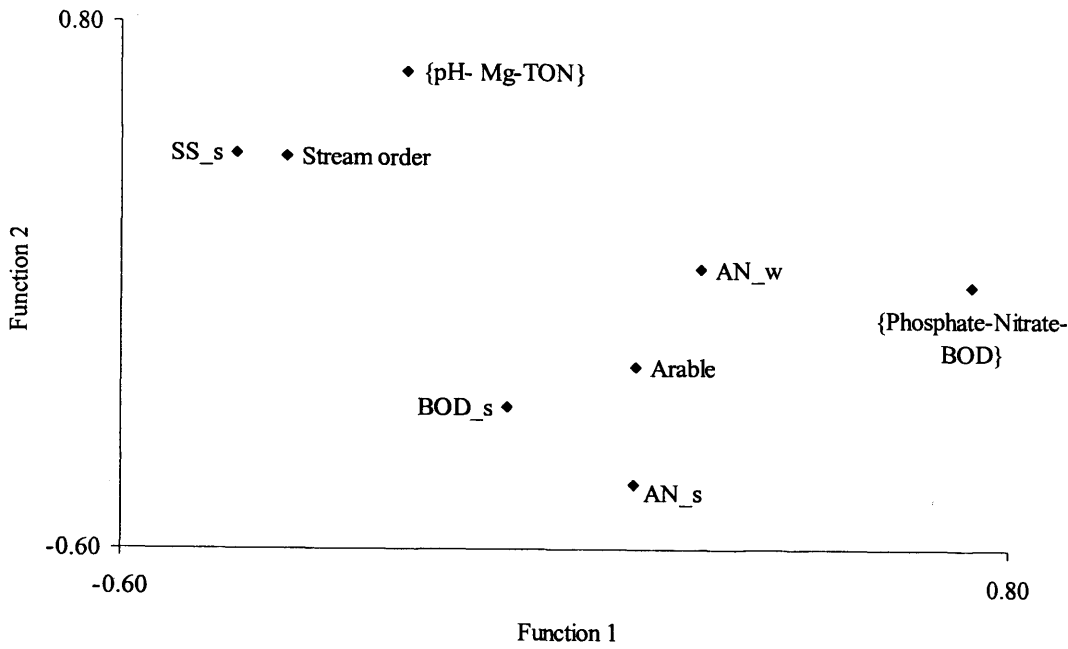 0.80
{pH- Mg-TON}
SS_s
Stream order
Function 2
AN_w
{Phosphate-Nitrate-
BOD}
Arable
BOD_s
AN_s
-0.60
-0.60
0.80
Function 1